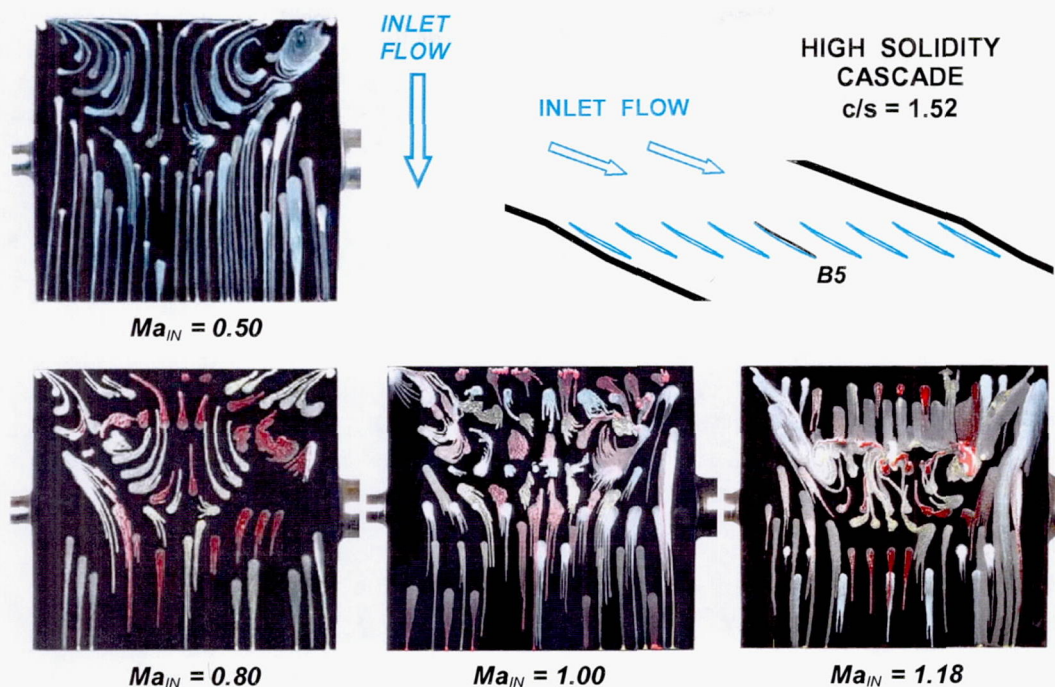 INLET
FLOW
HIGH SOLIDITY
CASCADE
c/s = 1.52
INLET FLOW
B5
Ma_IN = 0.50
Ma_IN = 0.80
Ma_IN = 1.00
Ma_IN = 1.18